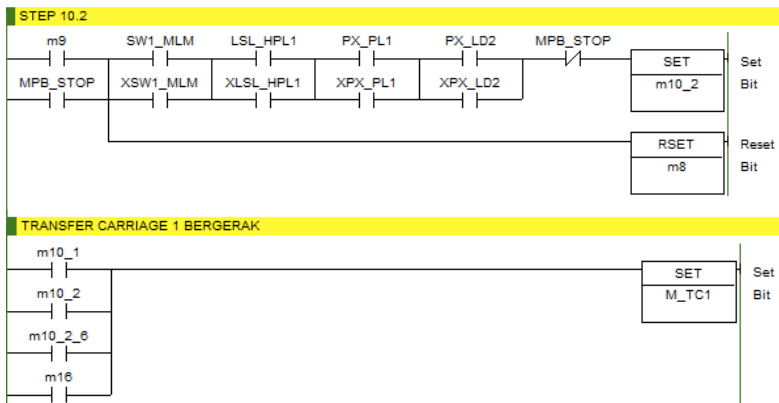 STEP 10.2
m9 SW1_MLM LSL_HPL1 PX_PL1 PX_LD2 MPB_STOP
SET Set
MPB_STOP XSW1_MLM XLSL_HPL1 XPX_PL1 XPX_LD2 m10_2 Bit
RSET Reset
m8 Bit
TRANSFER CARRIAGE 1 BERGERAK
m10_1
SET Set
m10_2 M_TC1 Bit
m10_2_6
m16